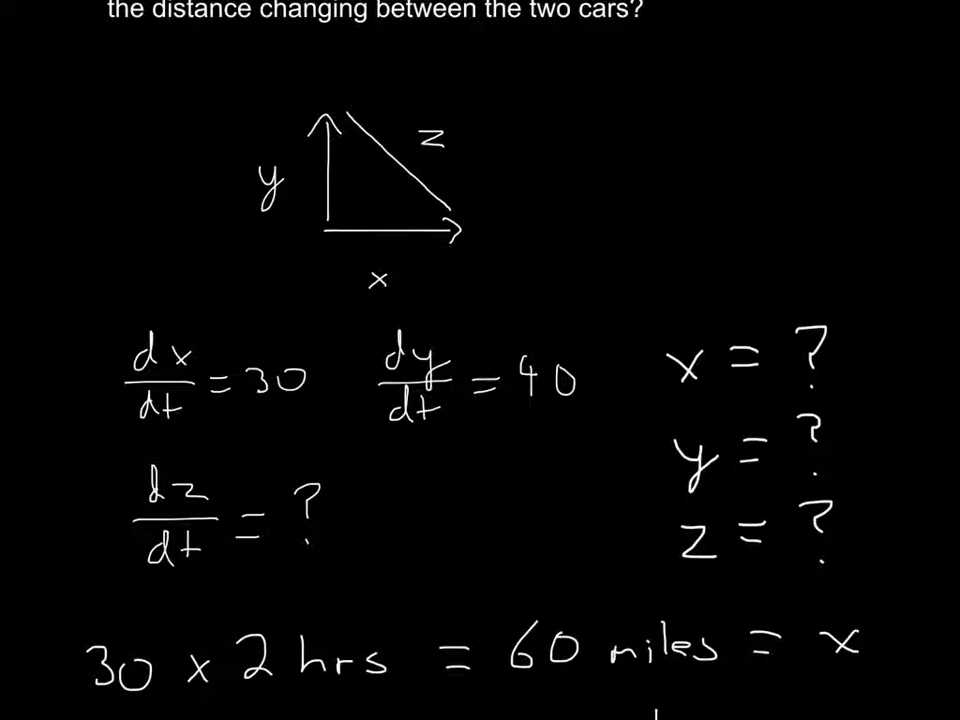 the distance changing between the two cars?
y
z
x
dx/dt = 30
dy/dt = 40
x = ?
y = ?
z = ?
dz/dt = ?
30 x 2 hrs = 60 miles = x